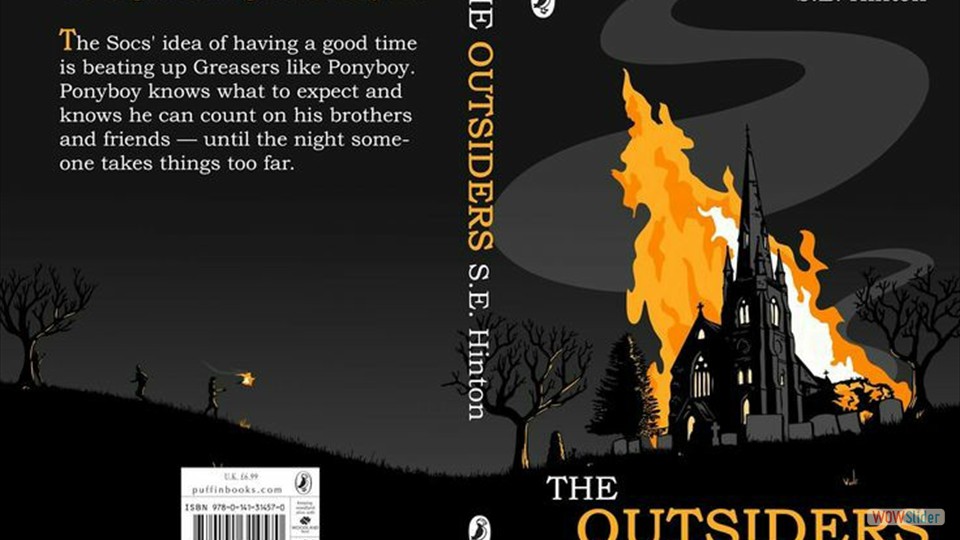 The Socs' idea of having a good time
is beating up Greasers like Ponyboy.
Ponyboy knows what to expect and
knows he can count on his brothers
and friends — until the night some-
one takes things too far.
U.K. £6.99
puffinbooks.com
ISBN 978-0-141-31457-0
OUTSIDERS S.E. Hinton
S.E. Hinton
THE
OUTSIDERS
WOWSlider